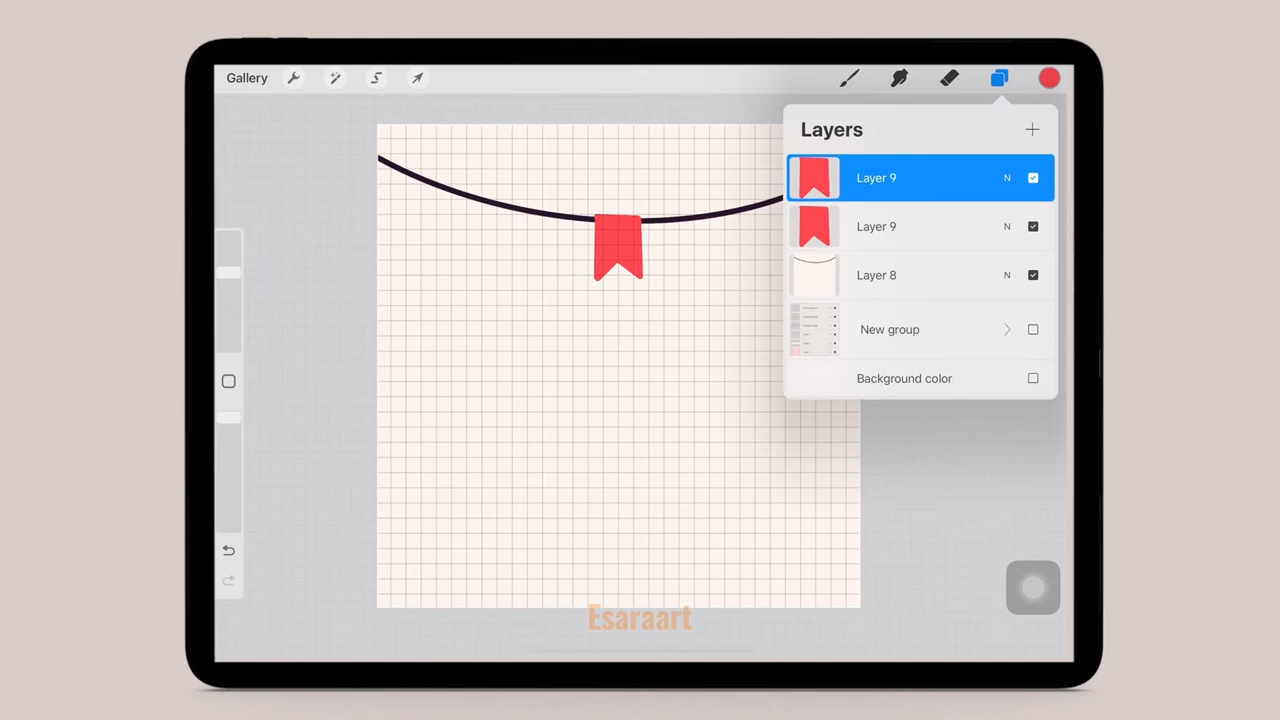 Gallery
Layers
Layer 9 N
Layer 9 N
Layer 8 N
New group
Background color
Esaraart